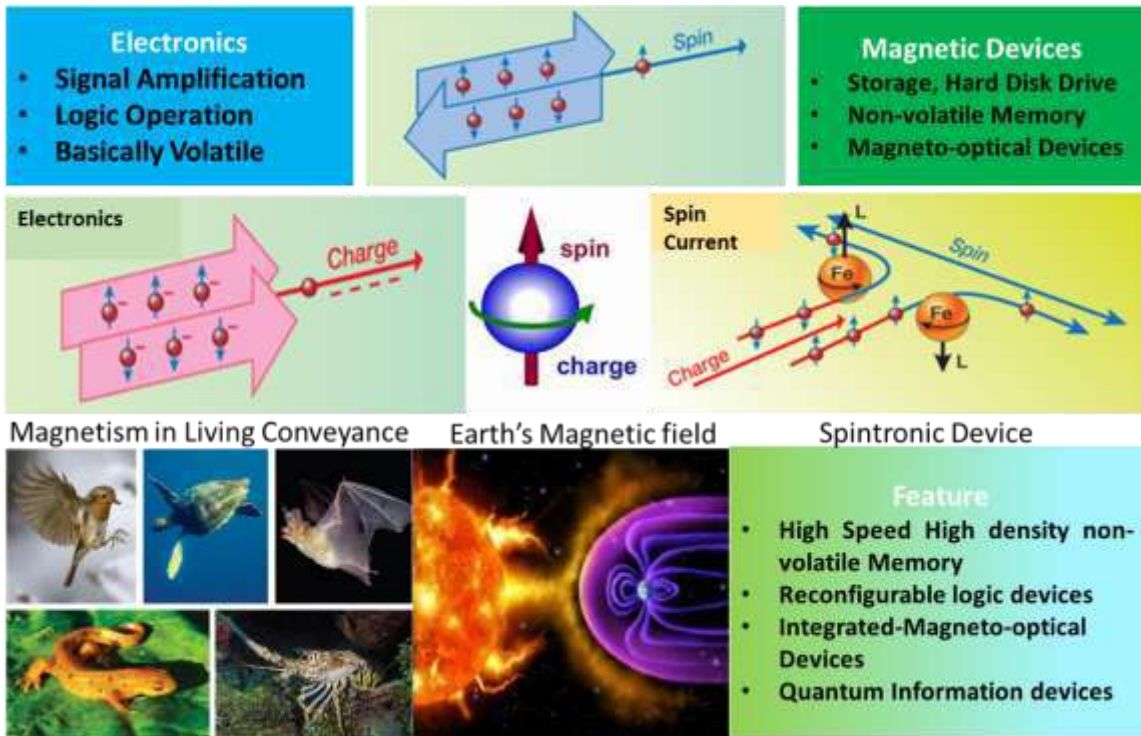 Electronics
• Signal Amplification
• Logic Operation
• Basically Volatile
Spin
Magnetic Devices
• Storage, Hard Disk Drive
• Non-volatile Memory
• Magneto-optical Devices
Electronics
Charge
spin
charge
Spin
Current
L
Spin
Fe
Fe
Charge
L
Magnetism in Living Conveyance
Earth's Magnetic field
Spintronic Device
Feature
• High Speed High density non-
volatile Memory
• Reconfigurable logic devices
• Integrated-Magneto-optical
Devices
• Quantum Information devices